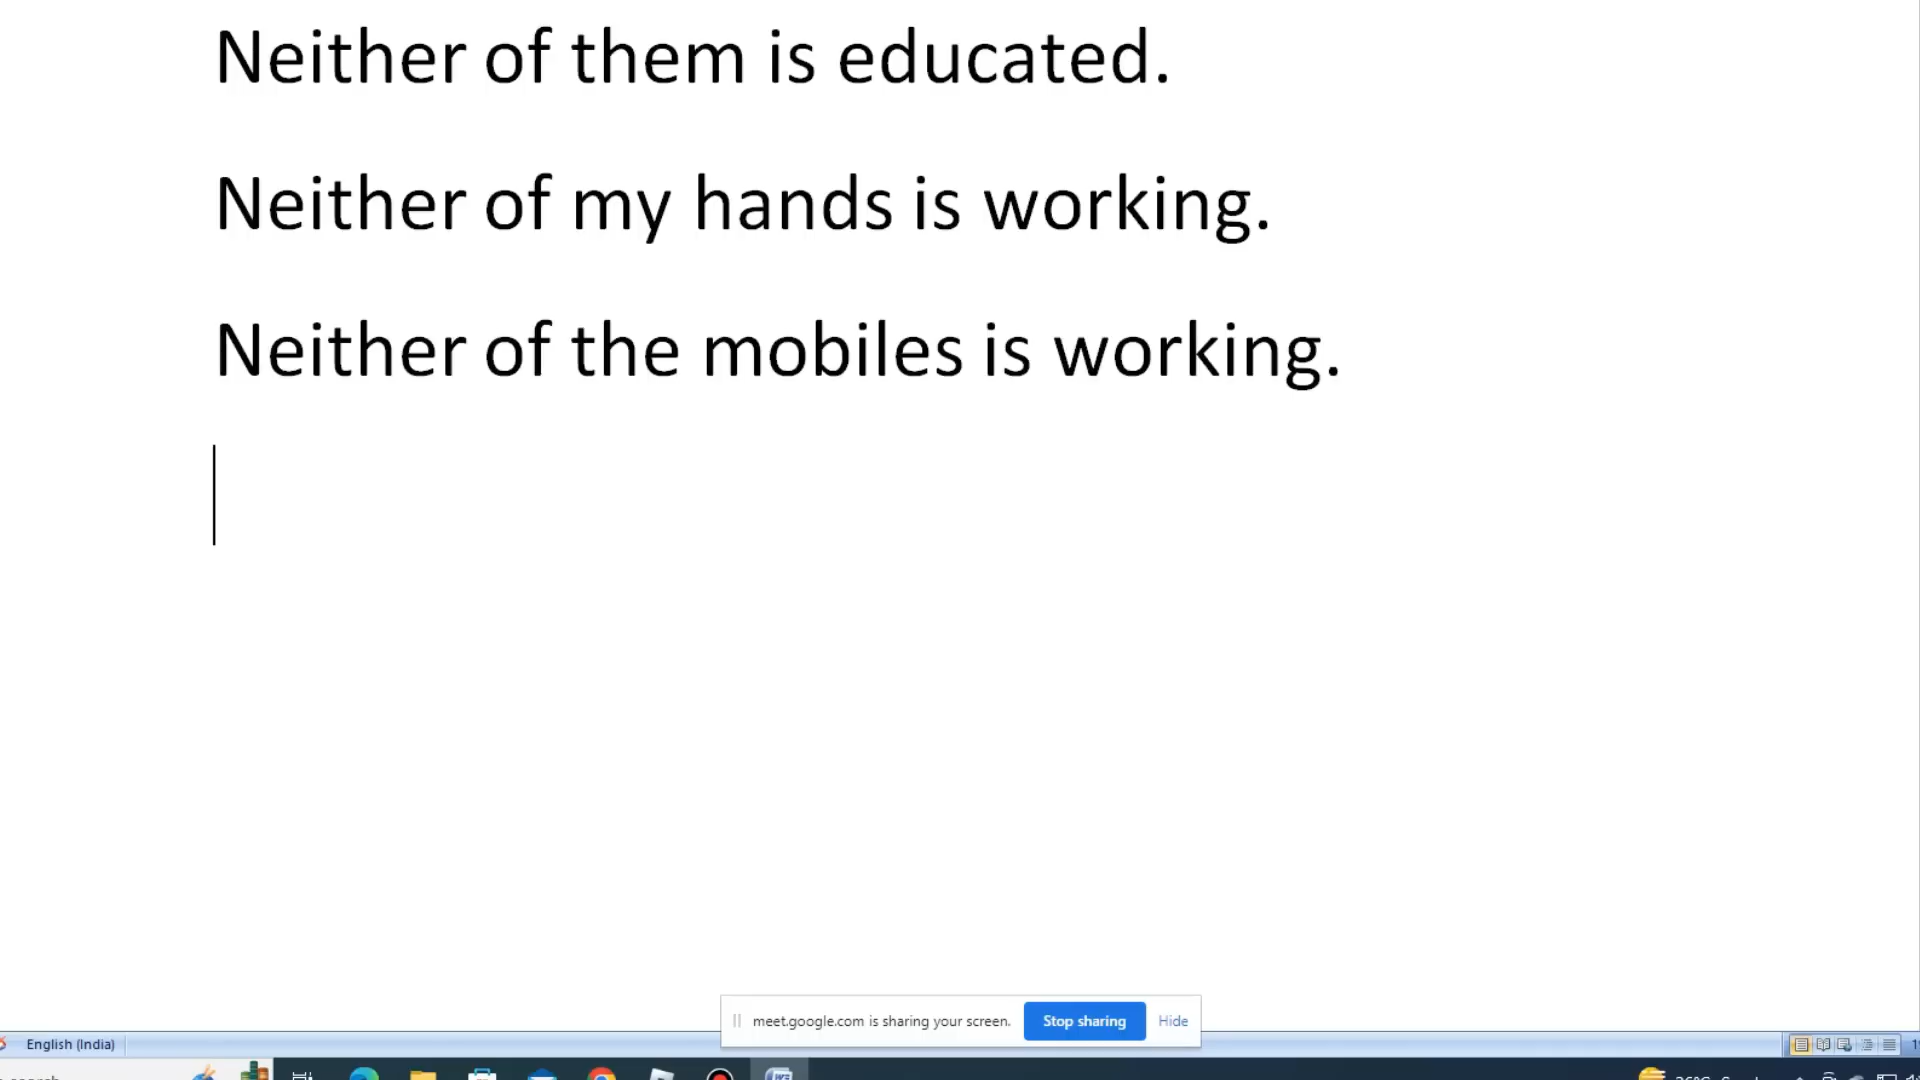 Neither of them is educated.
Neither of my hands is working.
Neither of the mobiles is working.
meet.google.com is sharing your screen. Stop sharing Hide
English (India)